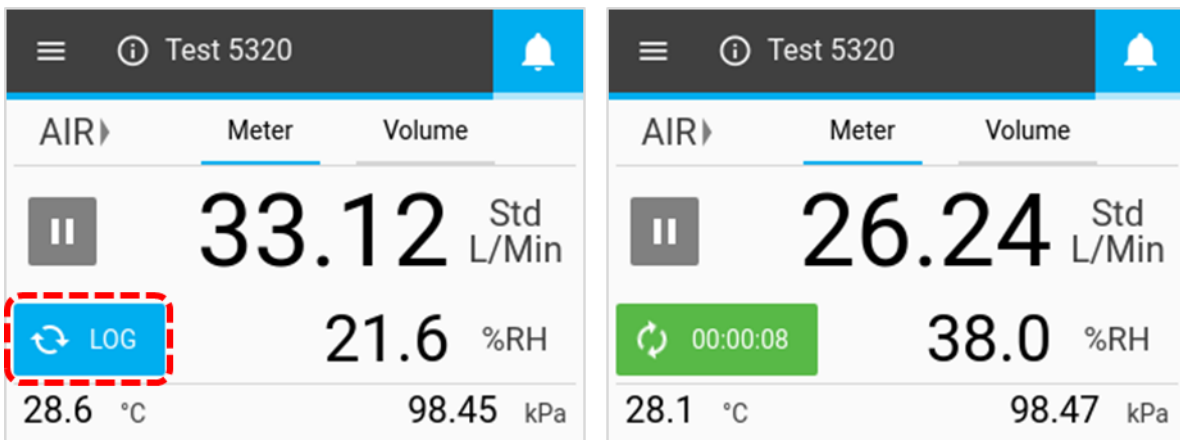 Test 5320
AIR Meter Volume
33.12 Std L/Min
LOG 21.6 %RH
28.6 °C 98.45 kPa
Test 5320
AIR Meter Volume
26.24 Std L/Min
00:00:08 38.0 %RH
28.1 °C 98.47 kPa